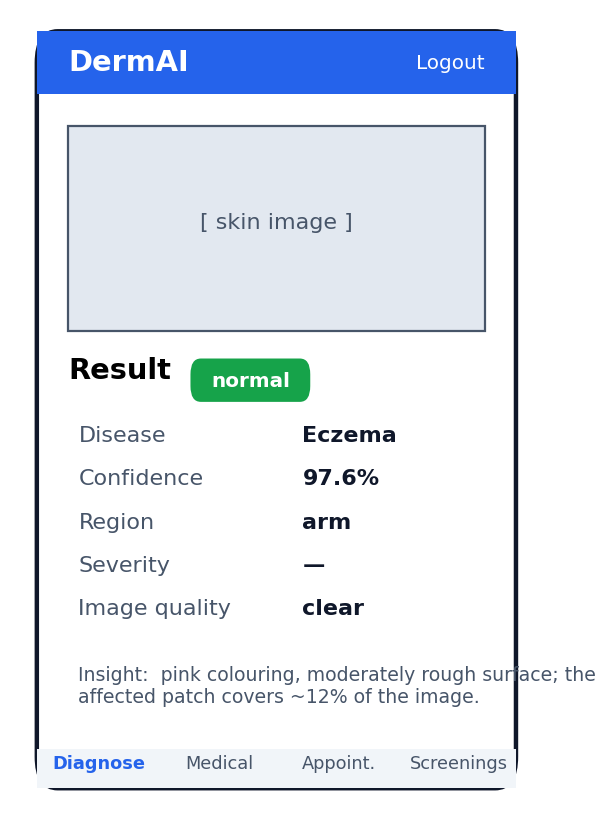 DermAI Logout
[ skin image ]
Result normal
Disease Eczema
Confidence 97.6%
Region arm
Severity —
Image quality clear
Insight:  pink colouring, moderately rough surface; the
affected patch covers ~12% of the image.
Diagnose Medical Appoint. Screenings